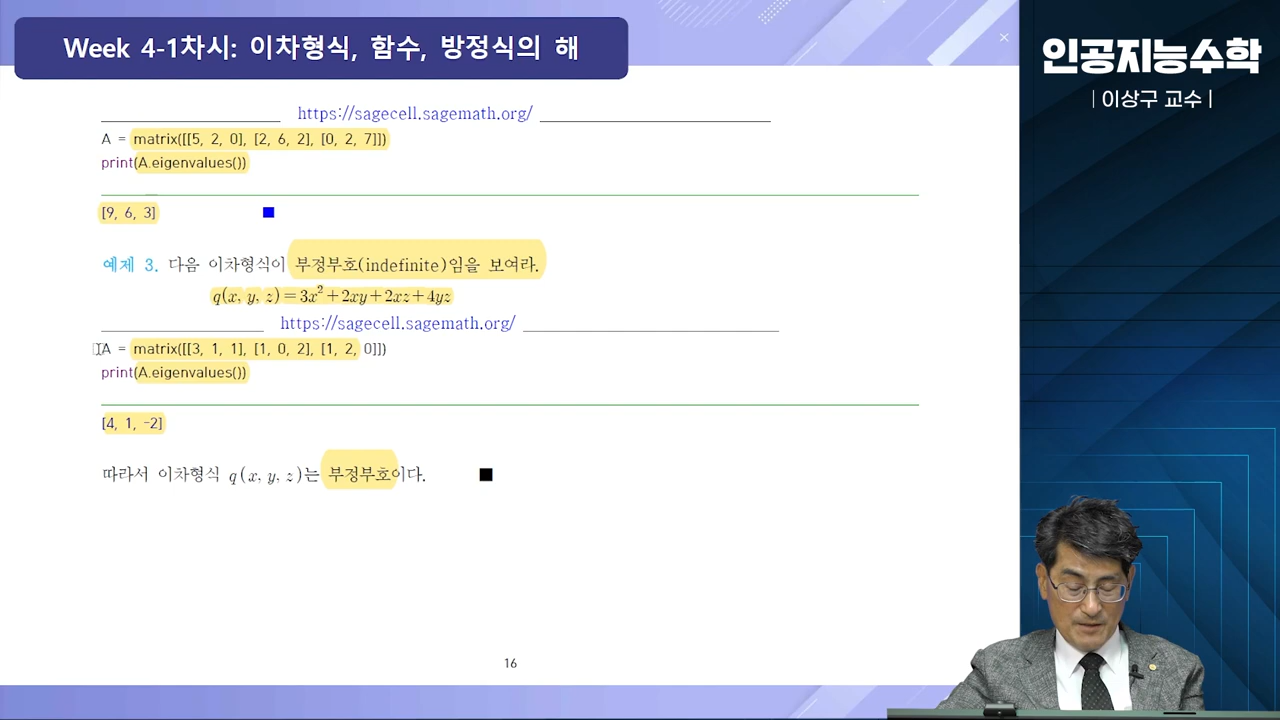 Week 4-1차시: 이차형식, 함수, 방정식의 해
인공지능수학
| 이상구 교수 |
https://sagecell.sagemath.org/
A = matrix([[5, 2, 0], [2, 6, 2], [0, 2, 7]])
print(A.eigenvalues())
[9, 6, 3]
예제 3. 다음 이차형식이 부정부호(indefinite)임을 보여라.
q(x, y, z)=3x²+2xy+2xz+4yz
https://sagecell.sagemath.org/
A = matrix([[3, 1, 1], [1, 0, 2], [1, 2, 0]])
print(A.eigenvalues())
[4, 1, -2]
따라서 이차형식 q(x, y, z)는 부정부호이다.
16